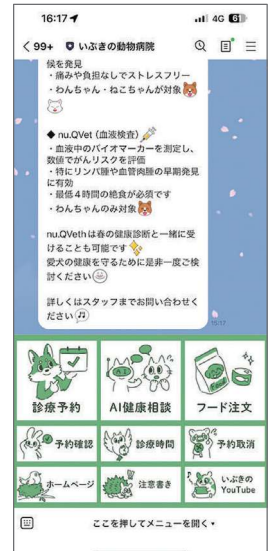 16:17 4G 61
99+ いぶきの動物病院
候を発見
・痛みや負担なしでストレスフリー
・わんちゃん・ねこちゃんが対象
◆ nu.QVet (血液検査)
・血液中のバイオマーカーを測定し、
数値でがんリスクを評価
・特にリンパ腫や血管肉腫の早期発見
に有効
・最低４時間の絶食が必須です
・わんちゃんのみ対象
nu.QVethは春の健康診断と一緒に受
けることも可能です
愛犬の健康を守るために是非一度ご検
討ください
詳しくはスタッフまでお問い合わせく
ださい
15:17
診療予約 AI健康相談 フード注文
予約確認 診療時間 予約取消
ホームページ 注意書き いぶきの
YouTube
ここを押してメニューを開く